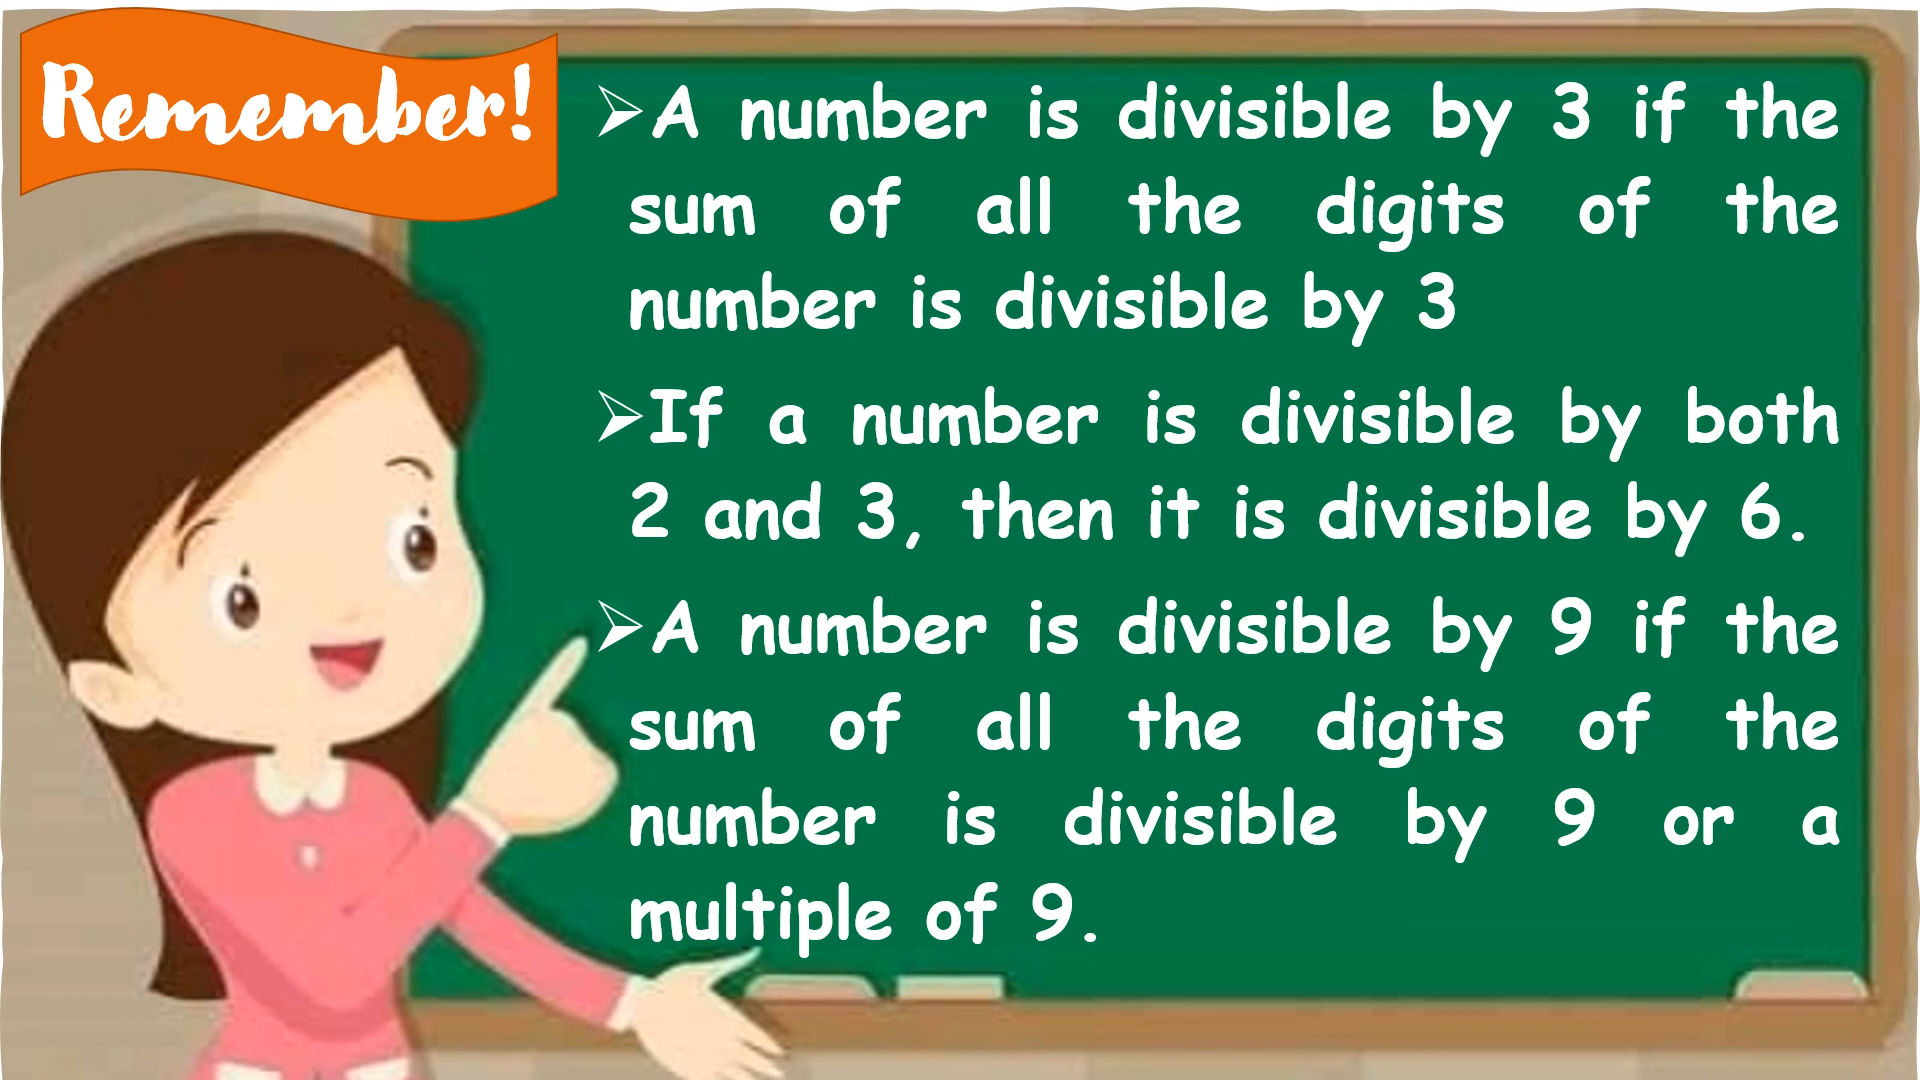 Remember!
➢A number is divisible by 3 if the
sum of all the digits of the
number is divisible by 3
➢If a number is divisible by both
2 and 3, then it is divisible by 6.
➢A number is divisible by 9 if the
sum of all the digits of the
number is divisible by 9 or a
multiple of 9.